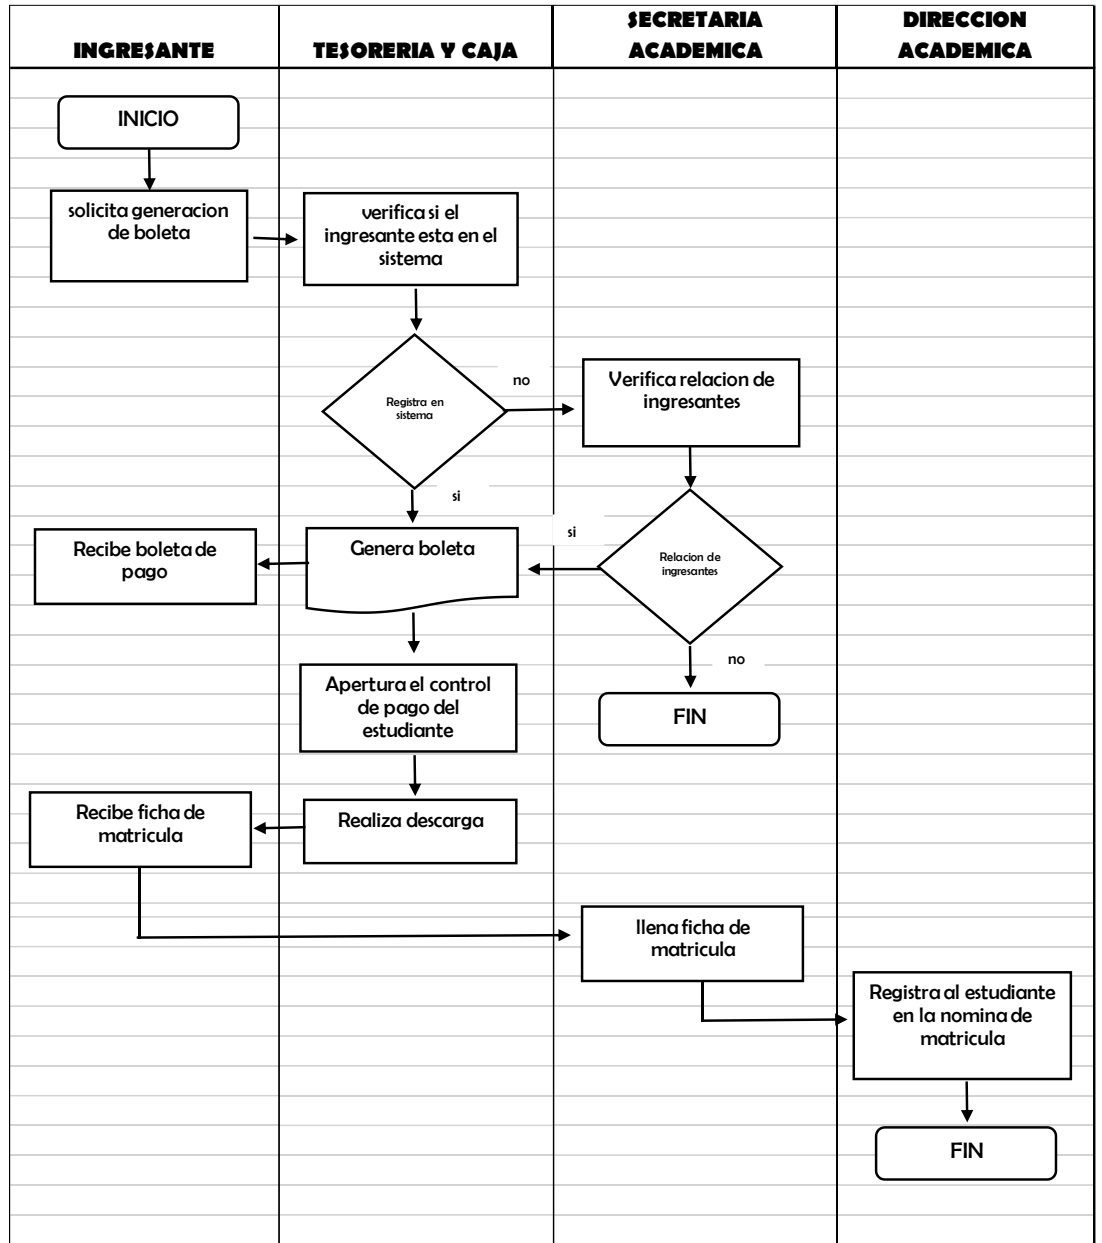 INGRESANTE
TESORERIA Y CAJA
SECRETARIA
ACADEMICA
DIRECCION
ACADEMICA
INICIO
solicita generacion
de boleta
verifica si el
ingresante esta en el
sistema
Registra en
sistema
no
Verifica relacion de
ingresantes
si
Relacion de
ingresantes
si
Genera boleta
Recibe boleta de
pago
no
FIN
Apertura el control
de pago del
estudiante
Realiza descarga
Recibe ficha de
matricula
llena ficha de
matricula
Registra al estudiante
en la nomina de
matricula
FIN